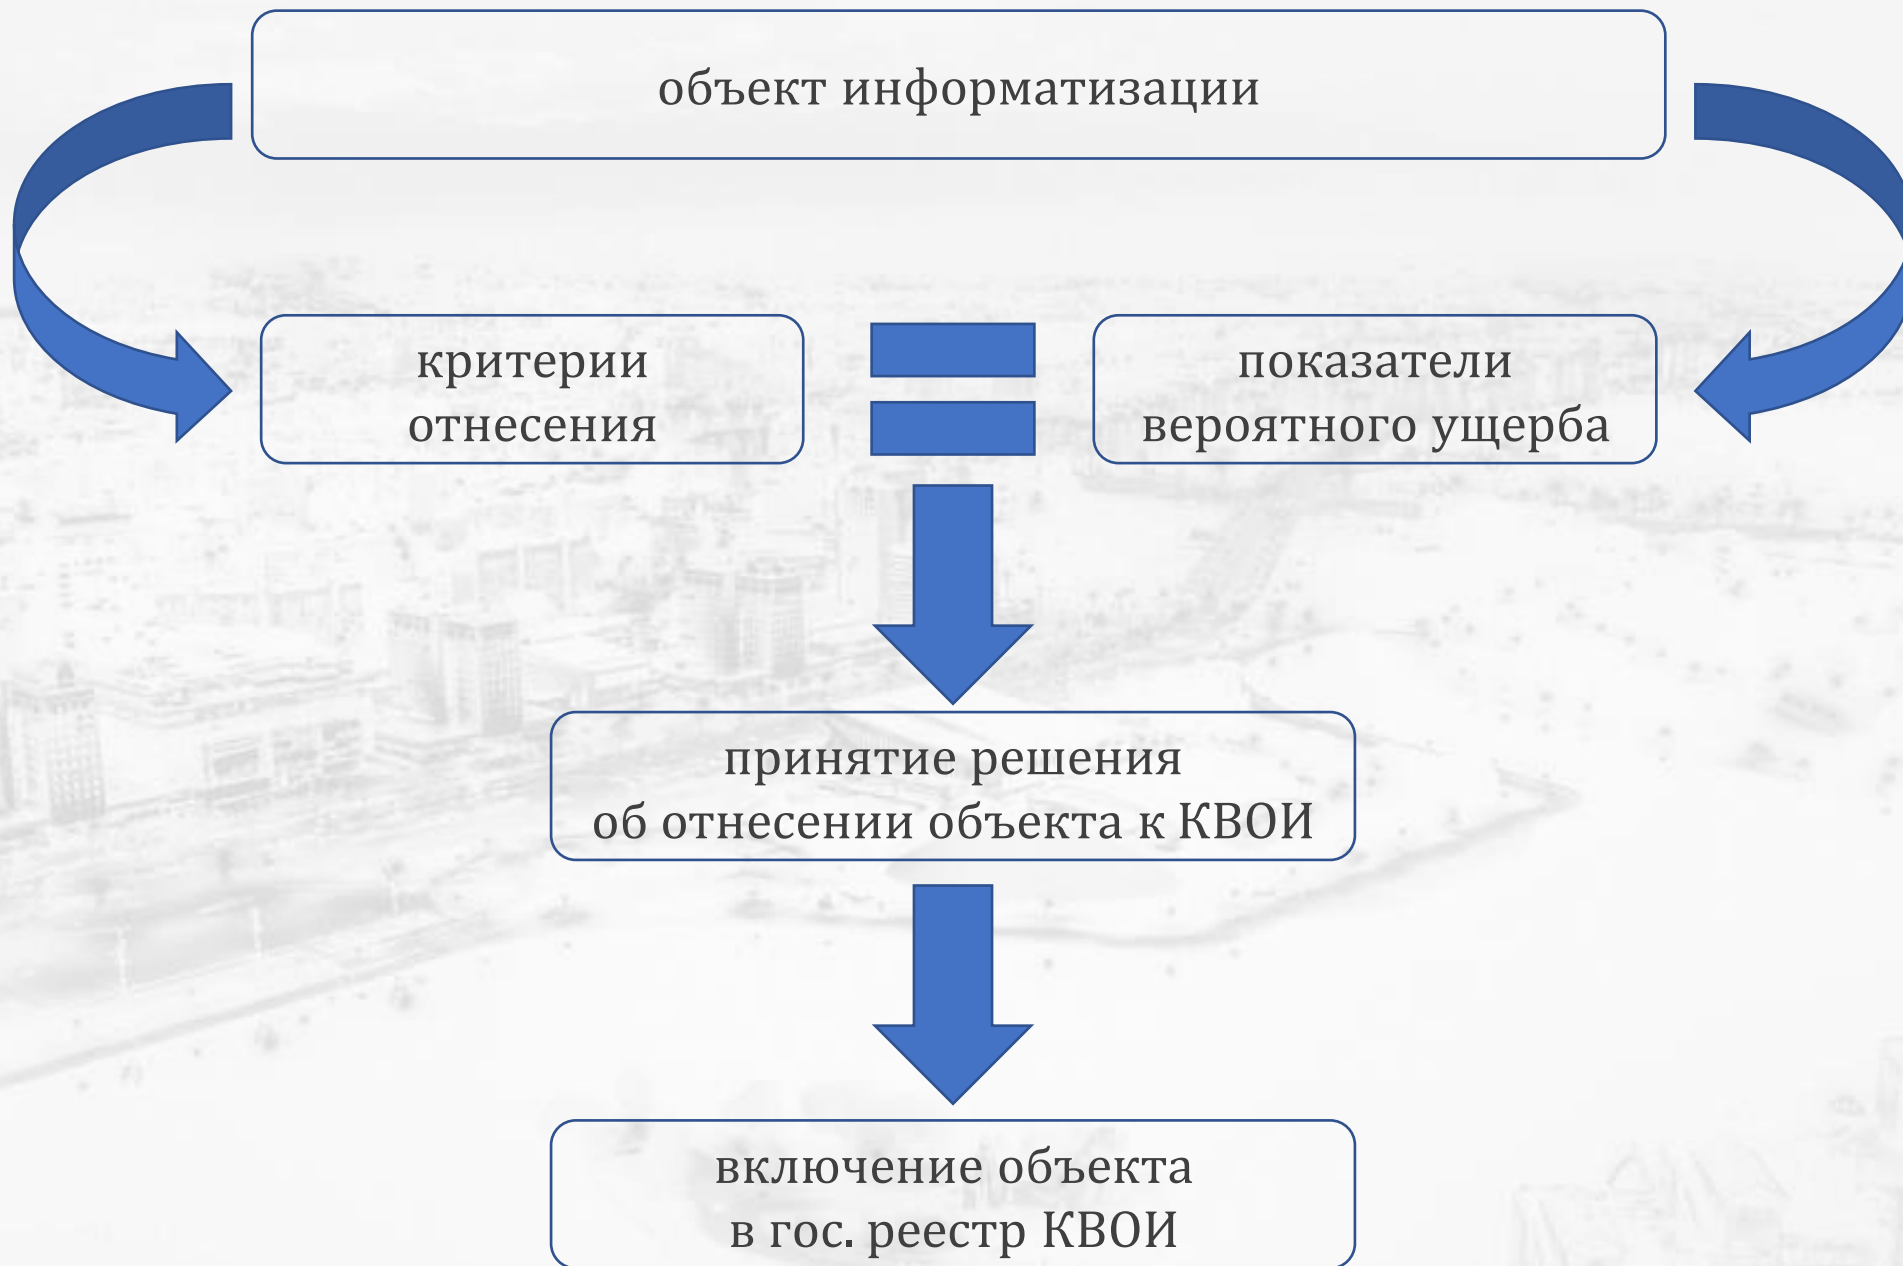 объект информатизации
критерии
отнесения
показатели
вероятного ущерба
принятие решения
об отнесении объекта к КВОИ
включение объекта
в гос. реестр КВОИ